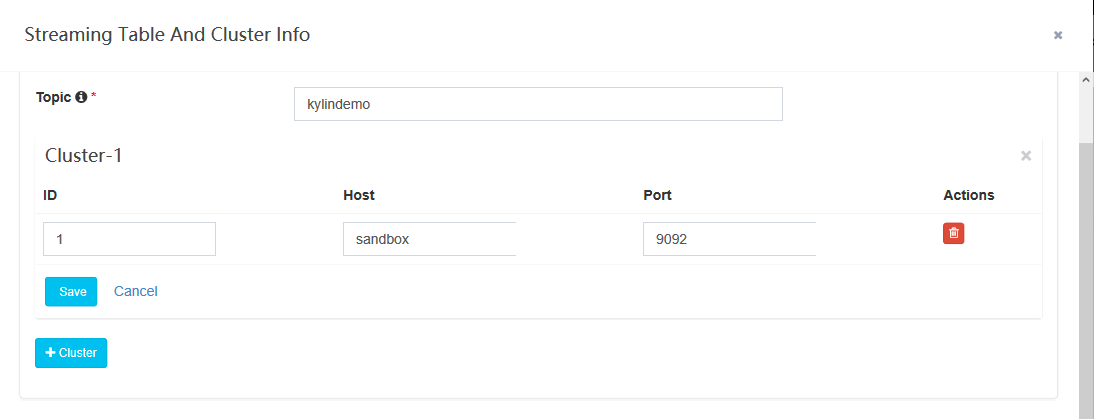 Streaming Table And Cluster Info
Topic *
kylindemo
Cluster-1
ID Host Port Actions
1 sandbox 9092
Save Cancel
+ Cluster